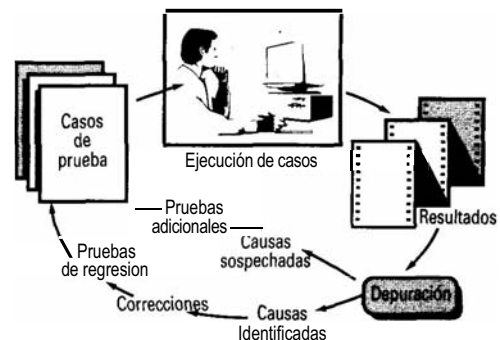 Casos
de
prueba
Ejecución de casos
Resultados
Pruebas
adicionales
Causas
sospechadas
Pruebas
de regresion
Depuración
Correcciones
Causas
Identificadas